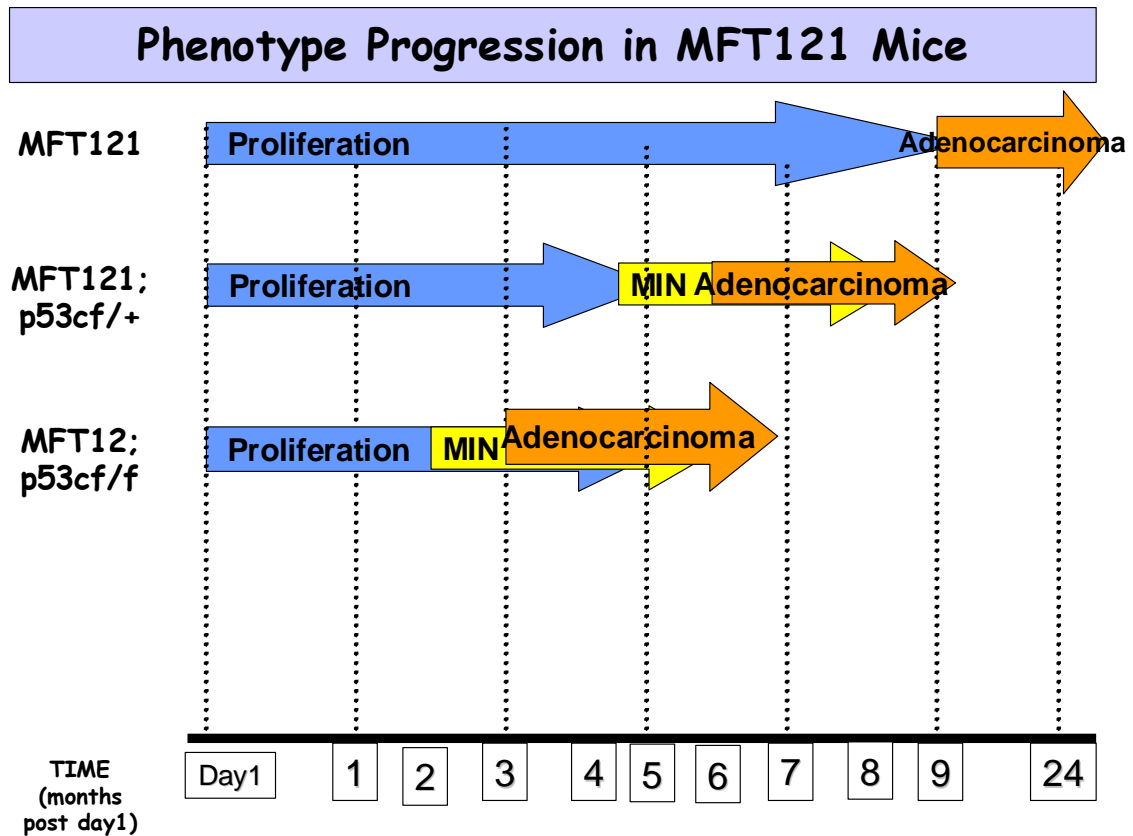 Phenotype Progression in MFT121 Mice
MFT121
Proliferation
Adenocarcinoma
MFT121;
p53cf/+
Proliferation
MIN
Adenocarcinoma
MFT12;
p53cf/f
Proliferation
MIN
Adenocarcinoma
TIME
(months
post day1)
Day1
1
2
3
4
5
6
7
8
9
24